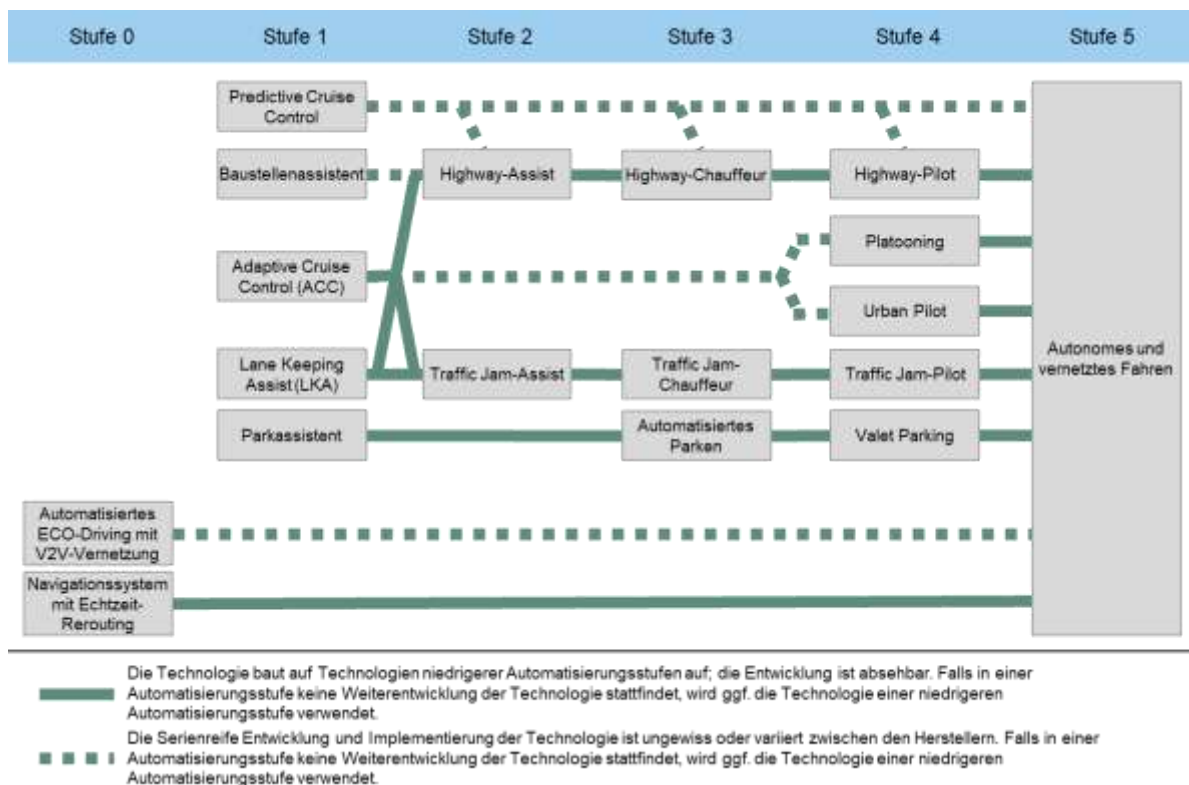 Stufe 0 Stufe 1 Stufe 2 Stufe 3 Stufe 4 Stufe 5
Predictive Cruise
Control
Baustellenassistent
Highway-Assist
Highway-Chauffeur
Highway-Pilot
Platooning
Adaptive Cruise
Control (ACC)
Urban Pilot
Lane Keeping
Assist (LKA)
Traffic Jam-Assist
Traffic Jam-
Chauffeur
Traffic Jam-Pilot
Autonomes und
vernetztes Fahren
Parkassistent
Automatisiertes
Parken
Valet Parking
Automatisiertes
ECO-Driving mit
V2V-Vernetzung
Navigationssystem
mit Echtzeit-
Rerouting
Die Technologie baut auf Technologien niedrigerer Automatisierungsstufen auf; die Entwicklung ist absehbar. Falls in einer
Automatisierungsstufe keine Weiterentwicklung der Technologie stattfindet, wird ggf. die Technologie einer niedrigeren
Automatisierungsstufe verwendet.
Die Serienreife Entwicklung und Implementierung der Technologie ist ungewiss oder variiert zwischen den Herstellern. Falls in einer
Automatisierungsstufe keine Weiterentwicklung der Technologie stattfindet, wird ggf. die Technologie einer niedrigeren
Automatisierungsstufe verwendet.